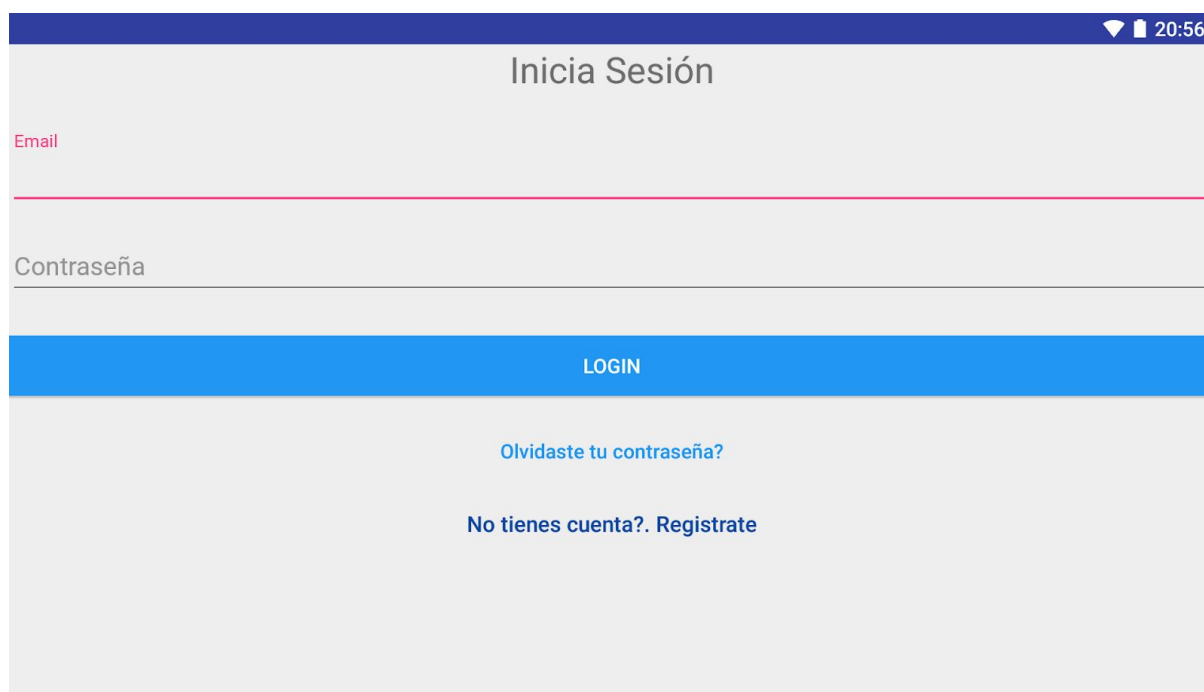 20:56
Inicia Sesión
Email
Contraseña
LOGIN
Olvidaste tu contraseña?
No tienes cuenta?. Registrate